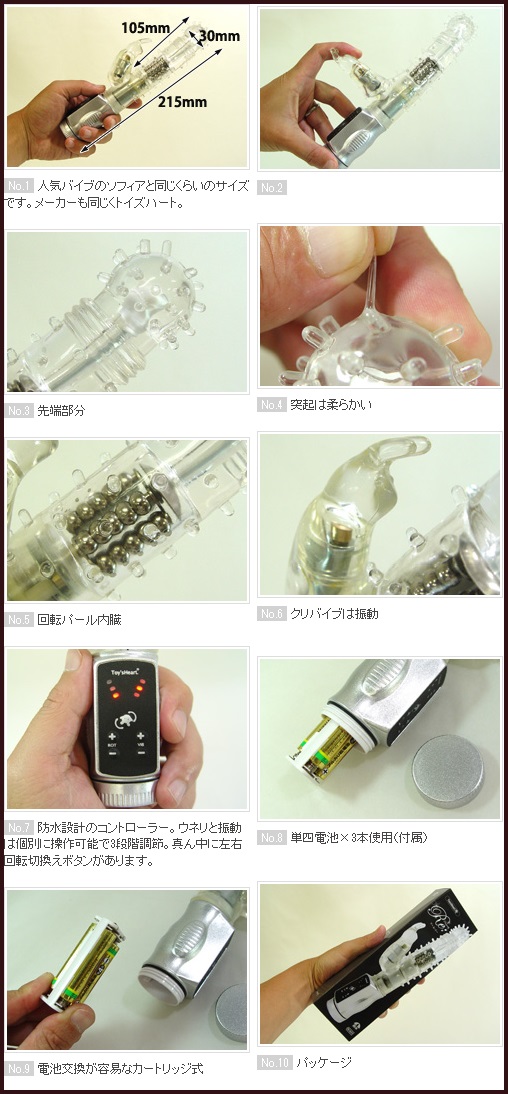 105mm
30mm
215mm
No.1 人気バイブのソフィアと同じくらいのサイズ
です。メーカーも同じくトイズハート。
No.2
No.3 先端部分
No.4 突起は柔らかい
No.5 回転パール内臓
No.6 クリバイブは振動
Toy'sHeart
ROT VIB
No.7 防水設計のコントローラー。ウネリと振動
は個別に操作可能で3段階調節。真ん中に左右
回転切換えボタンがあります。
No.8 単四電池×3本使用(付属)
No.9 電池交換が容易なカートリッジ式
No.10 パッケージ